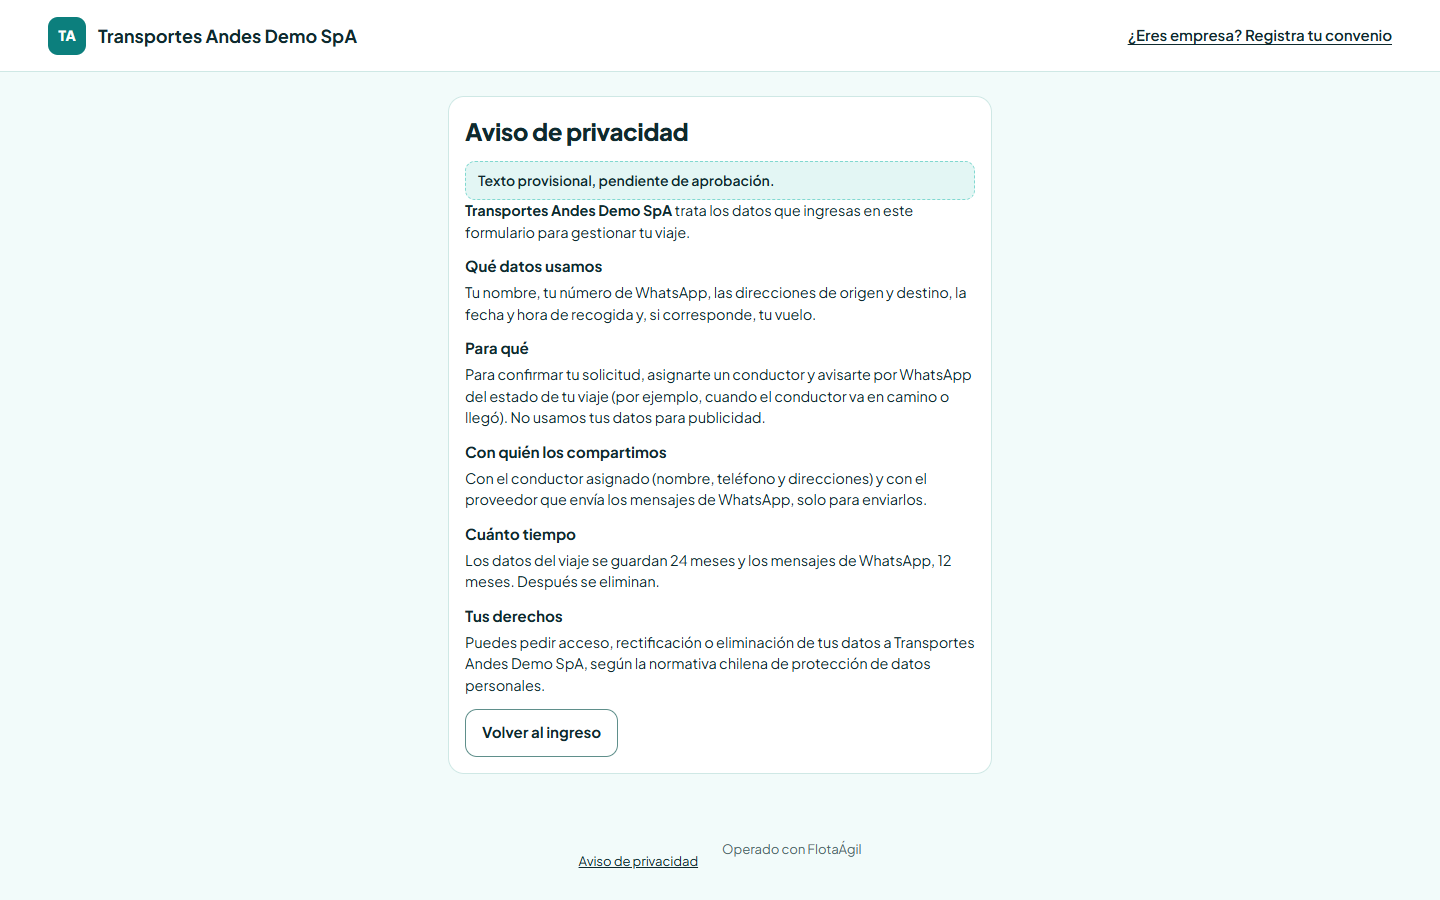 TA
Transportes Andes Demo SpA
¿Eres empresa? Registra tu convenio
Aviso de privacidad
Texto provisional, pendiente de aprobación.
Transportes Andes Demo SpA trata los datos que ingresas en este
formulario para gestionar tu viaje.
Qué datos usamos
Tu nombre, tu número de WhatsApp, las direcciones de origen y destino, la
fecha y hora de recogida y, si corresponde, tu vuelo.
Para qué
Para confirmar tu solicitud, asignarte un conductor y avisarte por WhatsApp
del estado de tu viaje (por ejemplo, cuando el conductor va en camino o
llegó). No usamos tus datos para publicidad.
Con quién los compartimos
Con el conductor asignado (nombre, teléfono y direcciones) y con el
proveedor que envía los mensajes de WhatsApp, solo para enviarlos.
Cuánto tiempo
Los datos del viaje se guardan 24 meses y los mensajes de WhatsApp, 12
meses. Después se eliminan.
Tus derechos
Puedes pedir acceso, rectificación o eliminación de tus datos a Transportes
Andes Demo SpA, según la normativa chilena de protección de datos
personales.
Volver al ingreso
Aviso de privacidad
Operado con FlotaÁgil